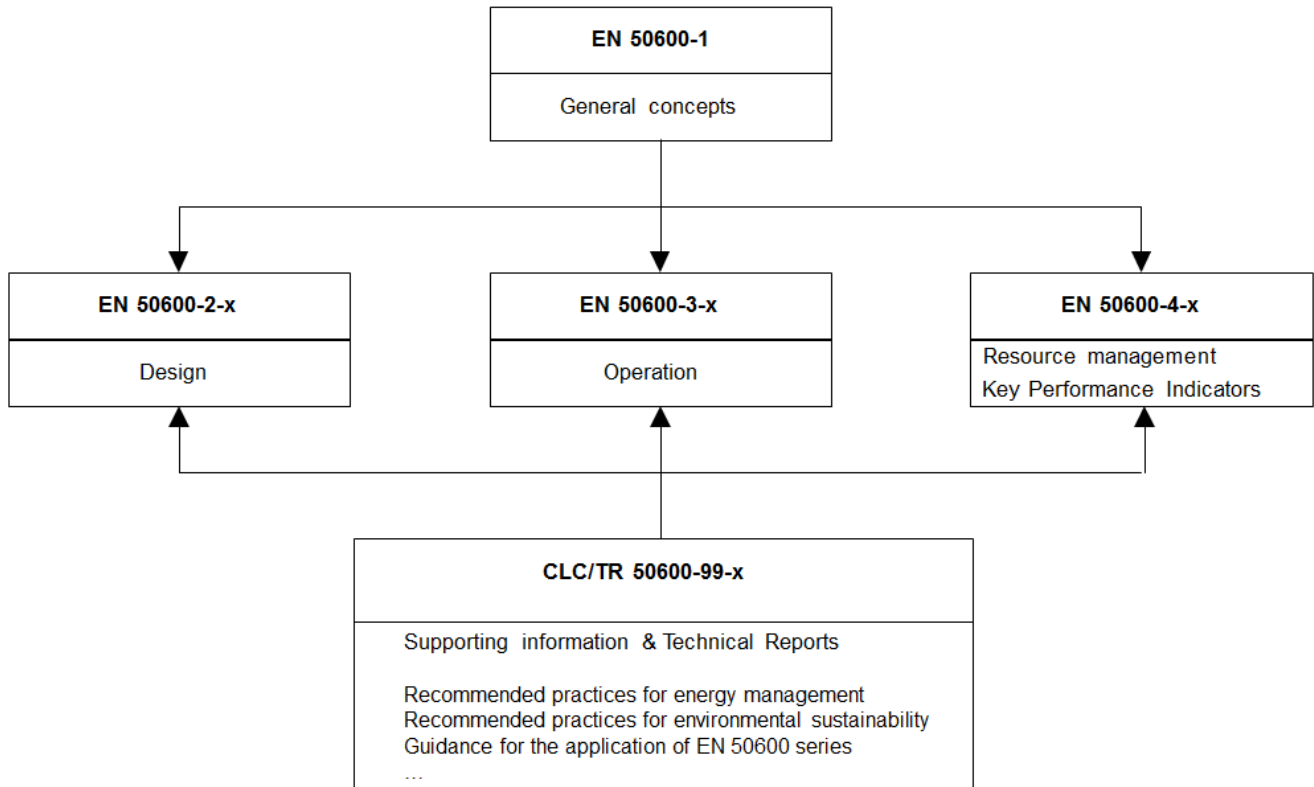 EN 50600-1
General concepts
EN 50600-2-x
Design
EN 50600-3-x
Operation
EN 50600-4-x
Resource management
Key Performance Indicators
CLC/TR 50600-99-x
Supporting information & Technical Reports
Recommended practices for energy management
Recommended practices for environmental sustainability
Guidance for the application of EN 50600 series
...